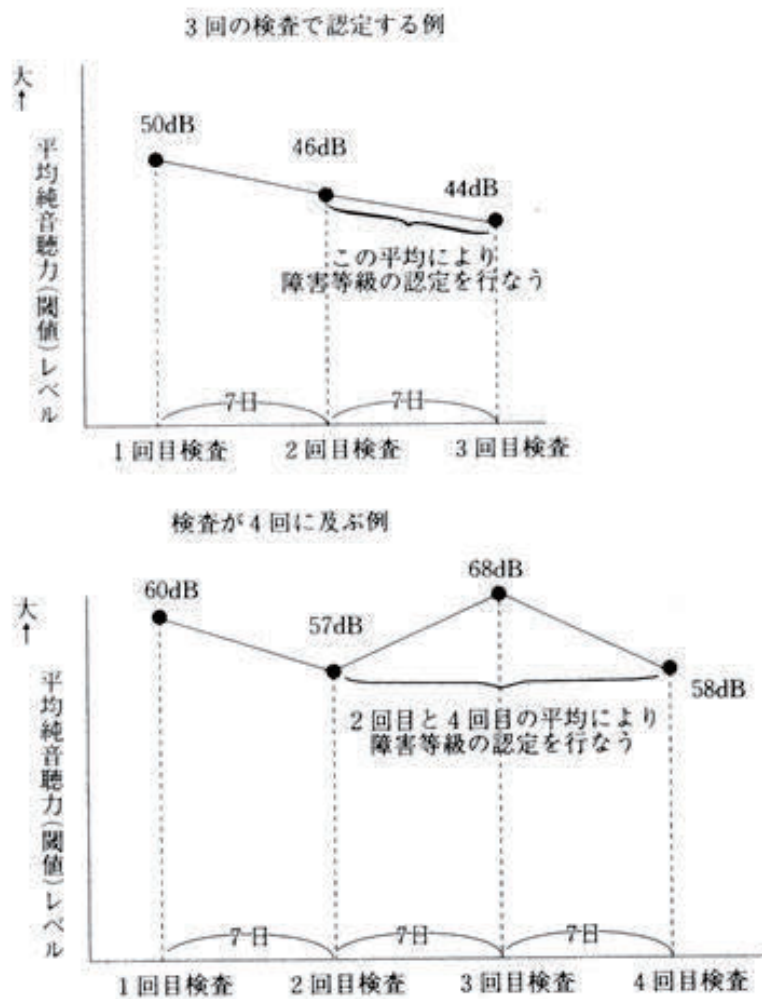 3回の検査で認定する例
大
↑
平均純音聴力(閾値)レベル
50dB
46dB
44dB
この平均により
障害等級の認定を行なう
7日
7日
1回目検査
2回目検査
3回目検査
検査が4回に及ぶ例
大
↑
平均純音聴力(閾値)レベル
60dB
57dB
68dB
58dB
2回目と4回目の平均により
障害等級の認定を行なう
7日
7日
7日
1回目検査
2回目検査
3回目検査
4回目検査